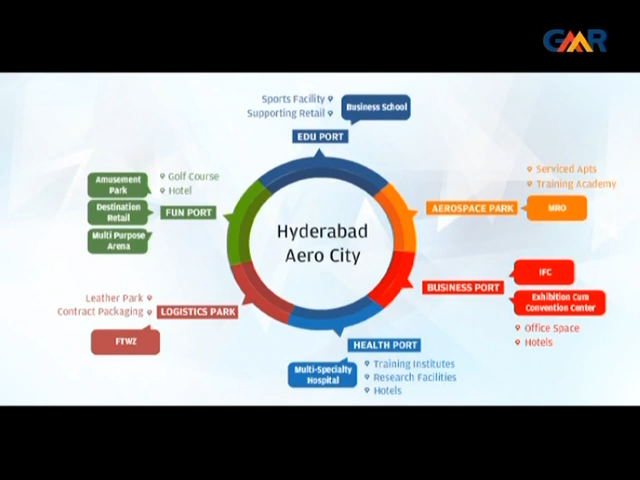 GMR
Sports Facility
Supporting Retail
Business School
EDU PORT
Amusement
Park
Destination
Retail
Multi Purpose
Arena
Golf Course
Hotel
FUN PORT
Serviced Apts
Training Academy
AEROSPACE PARK
MRO
Hyderabad
Aero City
BUSINESS PORT
IFC
Exhibition Cum
Convention Center
Office Space
Hotels
Leather Park
Contract Packaging
LOGISTICS PARK
FTWZ
HEALTH PORT
Multi-Specialty
Hospital
Training Institutes
Research Facilities
Hotels